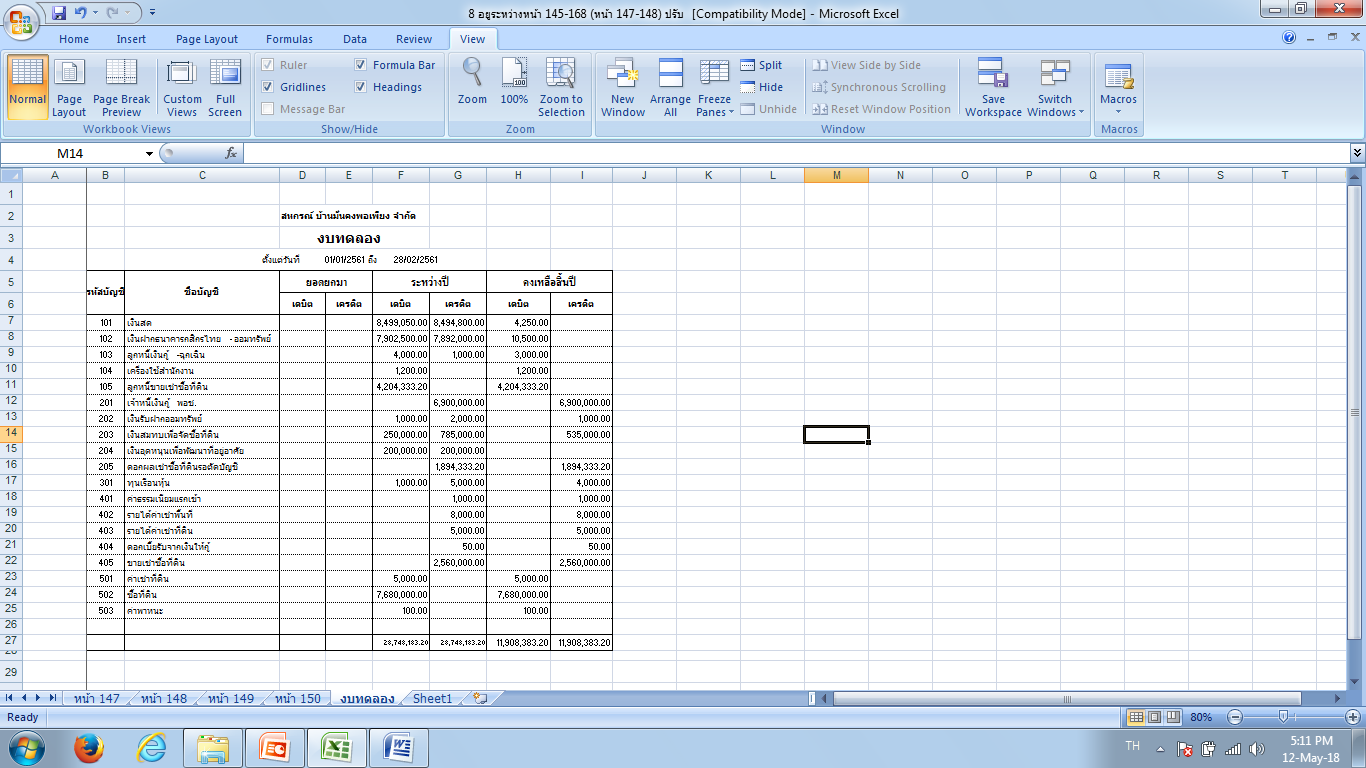 8 อยู่ระหว่างหน้า 145-168 (หน้า 147-148) ปรับ [Compatibility Mode] - Microsoft Excel
Home Insert Page Layout Formulas Data Review View
Ruler Formula Bar Split View Side by Side
Gridlines Headings Hide Synchronous Scrolling
Message Bar Unhide Reset Window Position
Normal Page Layout Page Break Preview Custom Views Full Screen Zoom 100% Zoom to Selection New Window Arrange All Freeze Panes Save Workspace Switch Windows Macros
Workbook Views Show/Hide Zoom Window Macros
M14 fx
A B C D E F G H I J K L M N O P Q R S T
1
2 สหกรณ์ บ้านมั่นคงพอเพียง จำกัด
3 งบทดลอง
4 ตั้งแต่วันที่ 01/01/2561 ถึง 28/02/2561
5 รหัสบัญชี ชื่อบัญชี ยอดยกมา ระหว่างปี คงเหลือสิ้นปี
6 เดบิต เครดิต เดบิต เครดิต เดบิต เครดิต
7 101 เงินสด 8,499,050.00 8,494,800.00 4,250.00
8 102 เงินฝากธนาคารกสิกรไทย - ออมทรัพย์ 7,902,500.00 7,892,000.00 10,500.00
9 103 ลูกหนี้เงินกู้ -ฉุกเฉิน 4,000.00 1,000.00 3,000.00
10 104 เครื่องใช้สำนักงาน 1,200.00 1,200.00
11 105 ลูกหนี้ขายเช่าซื้อที่ดิน 4,204,333.20 4,204,333.20
12 201 เจ้าหนี้เงินกู้ พอช. 6,900,000.00 6,900,000.00
13 202 เงินรับฝากออมทรัพย์ 1,000.00 2,000.00 1,000.00
14 203 เงินสมทบเพื่อจัดซื้อที่ดิน 250,000.00 785,000.00 535,000.00
15 204 เงินอุดหนุนเพื่อพัฒนาที่อยู่อาศัย 200,000.00 200,000.00
16 205 ดอกผลเช่าซื้อที่ดินรอตัดบัญชี 1,894,333.20 1,894,333.20
17 301 ทุนเรือนหุ้น 1,000.00 5,000.00 4,000.00
18 401 ค่าธรรมเนียมแรกเข้า 1,000.00 1,000.00
19 402 รายได้ค่าเช่าพื้นที่ 8,000.00 8,000.00
20 403 รายได้ค่าเช่าที่ดิน 5,000.00 5,000.00
21 404 ดอกเบี้ยรับจากเงินให้กู้ 50.00 50.00
22 405 ขายเช่าซื้อที่ดิน 2,560,000.00 2,560,000.00
23 501 ค่าเช่าที่ดิน 5,000.00 5,000.00
24 502 ซื้อที่ดิน 7,680,000.00 7,680,000.00
25 503 ค่าพาหนะ 100.00 100.00
26
27 28,748,183.20 28,748,183.20 11,908,383.20 11,908,383.20
28
29
หน้า 147 หน้า 148 หน้า 149 หน้า 150 งบทดลอง Sheet1
Ready 80%
TH 5:11 PM
12-May-18